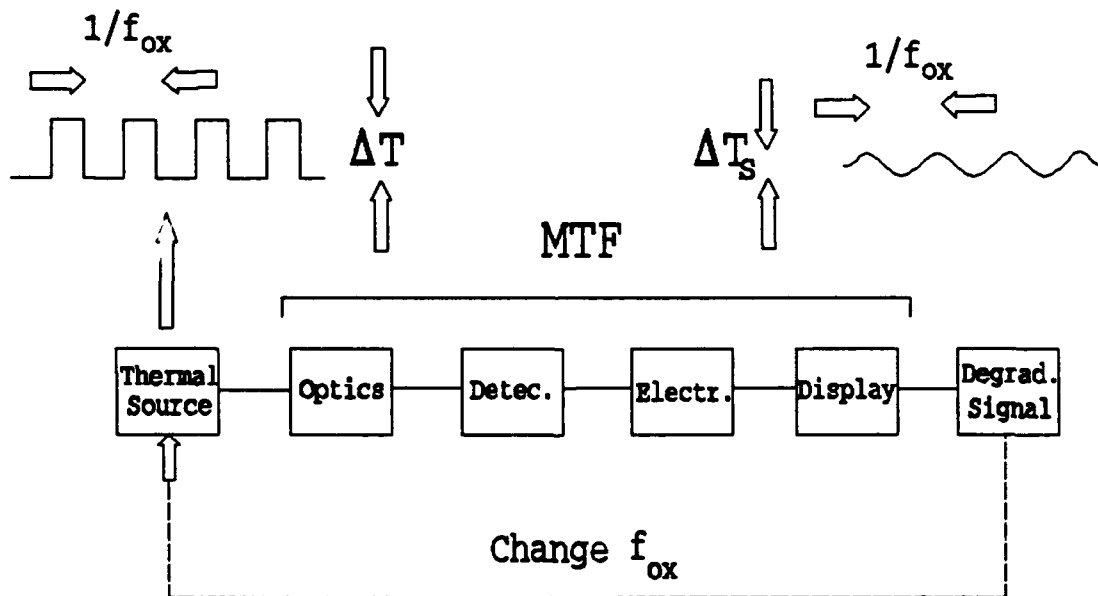 1/f_ox
1/f_ox
ΔT
ΔT_S
MTF
Thermal
Source
Optics
Detec.
Electr.
Display
Degrad.
Signal
Change f_ox